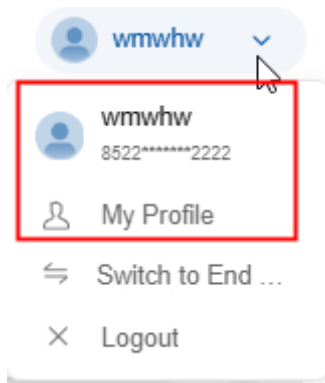 wmwhw
wmwhw
8522*******2222
My Profile
Switch to End ...
Logout